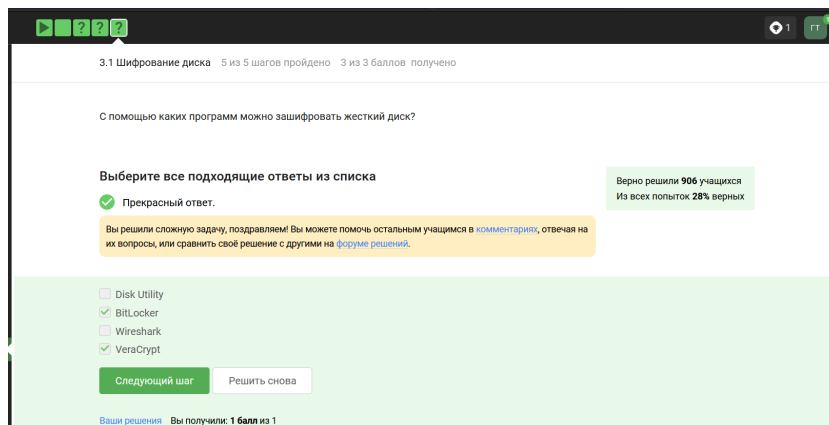 ? ? ?
1
ГТ
3.1 Шифрование диска 5 из 5 шагов пройдено 3 из 3 баллов получено
С помощью каких программ можно зашифровать жесткий диск?
Выберите все подходящие ответы из списка
Прекрасный ответ.
Верно решили 906 учащихся
Из всех попыток 28% верных
Вы решили сложную задачу, поздравляем! Вы можете помочь остальным учащимся в комментариях, отвечая на
их вопросы, или сравнить своё решение с другими на форуме решений.
Disk Utility
BitLocker
Wireshark
VeraCrypt
Следующий шаг
Решить снова
Ваши решения Вы получили: 1 балл из 1